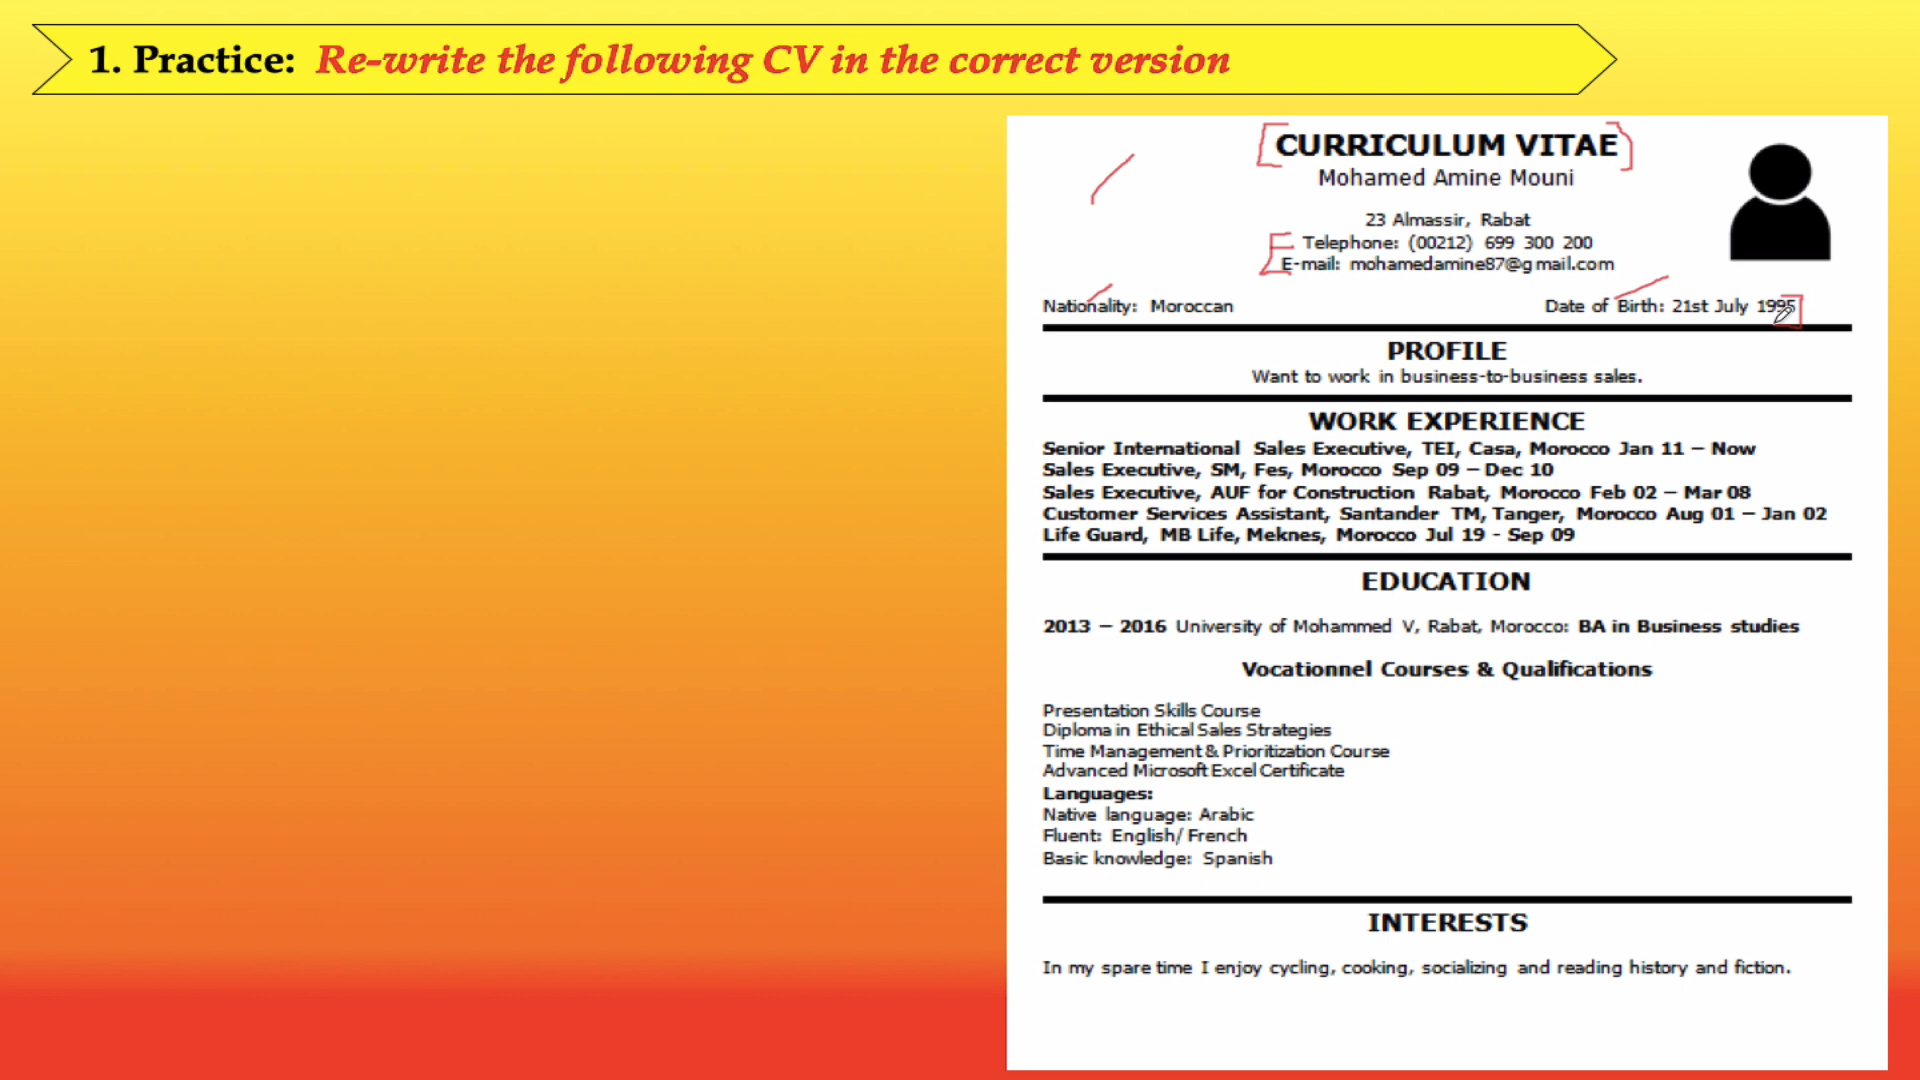 1. Practice: Re-write the following CV in the correct version
CURRICULUM VITAE
Mohamed Amine Mouni
23 Almassir, Rabat
Telephone: (00212) 699 300 200
E-mail: mohamedamine87@gmail.com
Nationality: Moroccan Date of Birth: 21st July 1995
PROFILE
Want to work in business-to-business sales.
WORK EXPERIENCE
Senior International Sales Executive, TEI, Casa, Morocco Jan 11 – Now
Sales Executive, SM, Fes, Morocco Sep 09 – Dec 10
Sales Executive, AUF for Construction Rabat, Morocco Feb 02 – Mar 08
Customer Services Assistant, Santander TM, Tanger, Morocco Aug 01 – Jan 02
Life Guard, MB Life, Meknes, Morocco Jul 19 - Sep 09
EDUCATION
2013 – 2016 University of Mohammed V, Rabat, Morocco: BA in Business studies
Vocationnel Courses & Qualifications
Presentation Skills Course
Diploma in Ethical Sales Strategies
Time Management & Prioritization Course
Advanced Microsoft Excel Certificate
Languages:
Native language: Arabic
Fluent: English/ French
Basic knowledge: Spanish
INTERESTS
In my spare time I enjoy cycling, cooking, socializing and reading history and fiction.